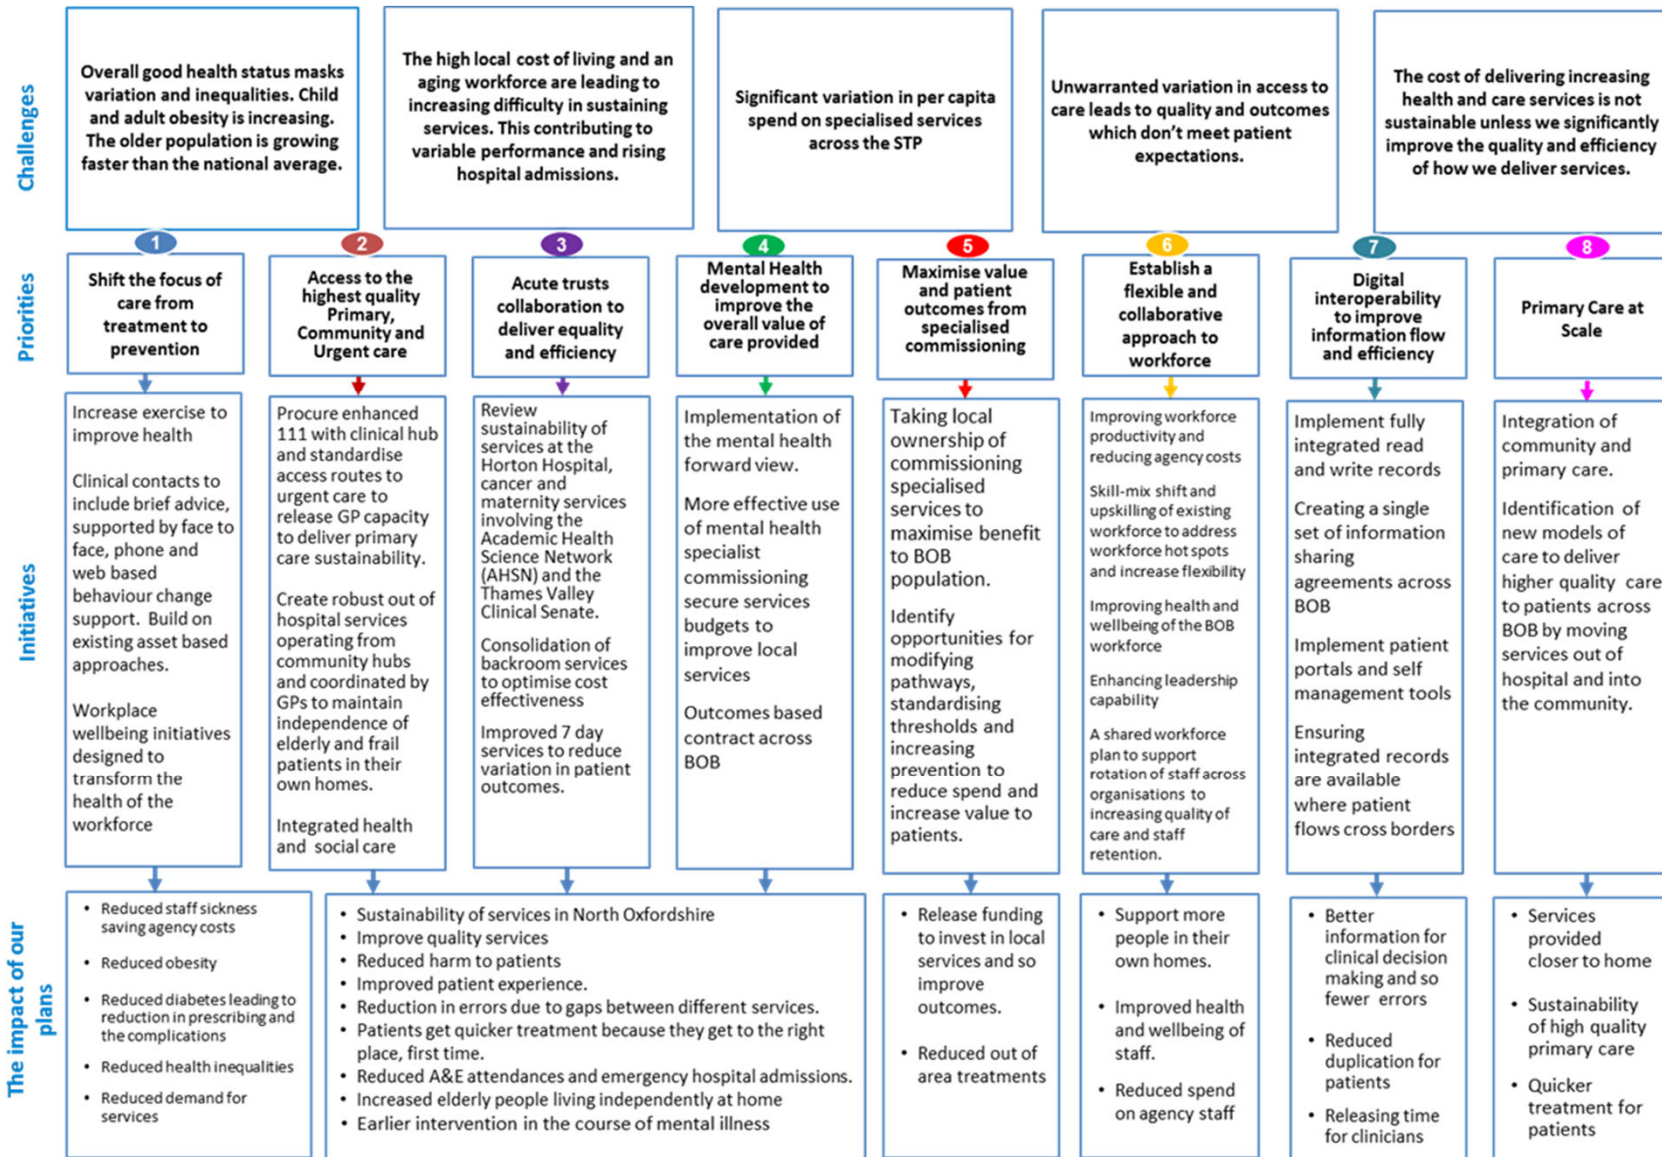 Challenges
Overall good health status masks
variation and inequalities. Child
and adult obesity is increasing.
The older population is growing
faster than the national average.
The high local cost of living and an
aging workforce are leading to
increasing difficulty in sustaining
services. This contributing to
variable performance and rising
hospital admissions.
Significant variation in per capita
spend on specialised services
across the STP
Unwarranted variation in access to
care leads to quality and outcomes
which don't meet patient
expectations.
The cost of delivering increasing
health and care services is not
sustainable unless we significantly
improve the quality and efficiency
of how we deliver services.
Priorities
1
Shift the focus of
care from
treatment to
prevention
2
Access to the
highest quality
Primary,
Community and
Urgent care
3
Acute trusts
collaboration to
deliver equality
and efficiency
4
Mental Health
development to
improve the
overall value of
care provided
5
Maximise value
and patient
outcomes from
specialised
commissioning
6
Establish a
flexible and
collaborative
approach to
workforce
7
Digital
interoperability
to improve
information flow
and efficiency
8
Primary Care at
Scale
Initiatives
Increase exercise to
improve health
Clinical contacts to
include brief advice,
supported by face to
face, phone and
web based
behaviour change
support. Build on
existing asset based
approaches.
Workplace
wellbeing initiatives
designed to
transform the
health of the
workforce
Procure enhanced
111 with clinical hub
and standardise
access routes to
urgent care to
release GP capacity
to deliver primary
care sustainability.
Create robust out of
hospital services
operating from
community hubs
and coordinated by
GPs to maintain
independence of
elderly and frail
patients in their
own homes.
Integrated health
and social care
Review
sustainability of
services at the
Horton Hospital,
cancer and
maternity services
involving the
Academic Health
Science Network
(AHSN) and the
Thames Valley
Clinical Senate.
Consolidation of
backroom services
to optimise cost
effectiveness
Improved 7 day
services to reduce
variation in patient
outcomes.
Implementation of
the mental health
forward view.
More effective use
of mental health
specialist
commissioning
secure services
budgets to
improve local
services
Outcomes based
contract across
BOB
Taking local
ownership of
commissioning
specialised
services to
maximise benefit
to BOB
population.
Identify
opportunities for
modifying
pathways,
standardising
thresholds and
increasing
prevention to
reduce spend and
increase value to
patients.
Improving workforce
productivity and
reducing agency costs
Skill-mix shift and
upskilling of existing
workforce to address
workforce hot spots
and increase flexibility
Improving health and
wellbeing of the BOB
workforce
Enhancing leadership
capability
A shared workforce
plan to support
rotation of staff across
organisations to
increasing quality of
care and staff
retention.
Implement fully
integrated read
and write records
Creating a single
set of information
sharing
agreements across
BOB
Implement patient
portals and self
management tools
Ensuring
integrated records
are available
where patient
flows cross borders
Integration of
community and
primary care.
Identification of
new models of
care to deliver
higher quality care
to patients across
BOB by moving
services out of
hospital and into
the community.
The impact of our
plans
• Reduced staff sickness
saving agency costs
• Reduced obesity
• Reduced diabetes leading to
reduction in prescribing and
the complications
• Reduced health inequalities
• Reduced demand for
services
• Sustainability of services in North Oxfordshire
• Improve quality services
• Reduced harm to patients
• Improved patient experience.
• Reduction in errors due to gaps between different services.
• Patients get quicker treatment because they get to the right
place, first time.
• Reduced A&E attendances and emergency hospital admissions.
• Increased elderly people living independently at home
• Earlier intervention in the course of mental illness
• Release funding
to invest in local
services and so
improve
outcomes.
• Reduced out of
area treatments
• Support more
people in their
own homes.
• Improved health
and wellbeing of
staff.
• Reduced spend
on agency staff
• Better
information for
clinical decision
making and so
fewer errors
• Reduced
duplication for
patients
• Releasing time
for clinicians
• Services
provided
closer to home
• Sustainability
of high quality
primary care
• Quicker
treatment for
patients